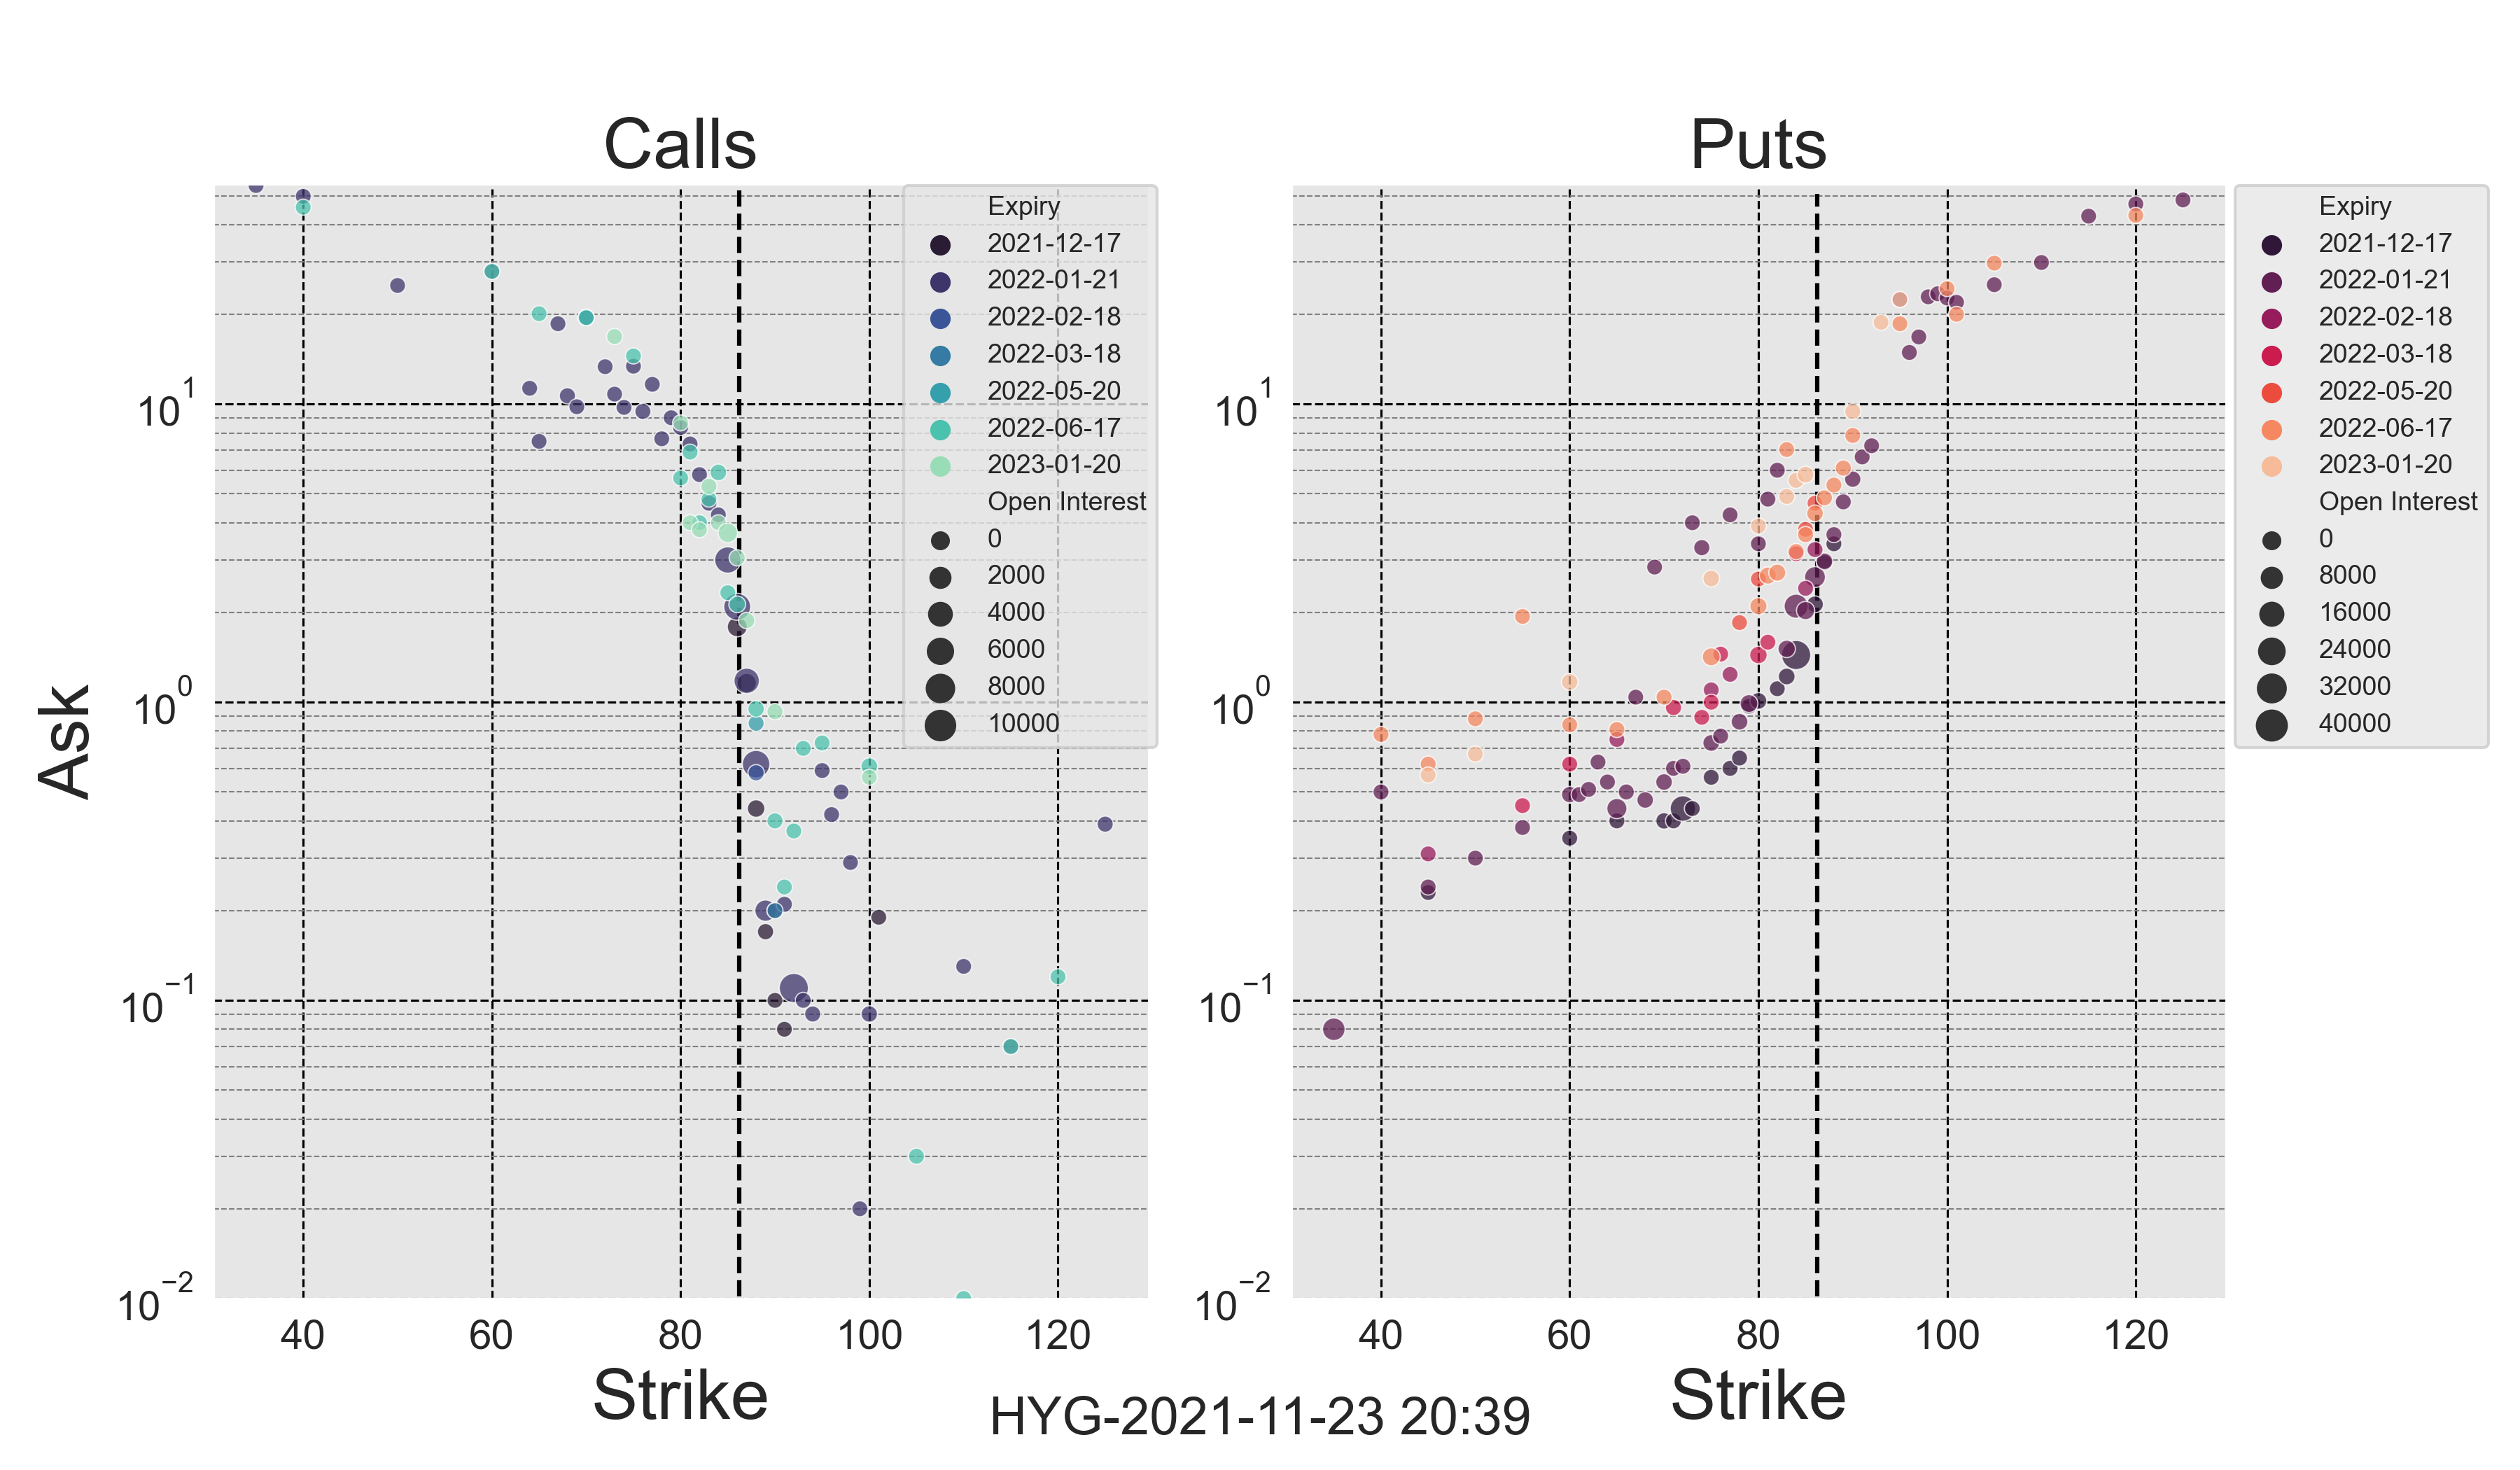 Calls
Puts
Ask
10^1
10^0
10^−1
10^−2
40 60 80 100 120
Strike
Expiry
2021-12-17
2022-01-21
2022-02-18
2022-03-18
2022-05-20
2022-06-17
2023-01-20
Open Interest
0
2000
4000
6000
8000
10000
10^1
10^0
10^−1
10^−2
40 60 80 100 120
Strike
Expiry
2021-12-17
2022-01-21
2022-02-18
2022-03-18
2022-05-20
2022-06-17
2023-01-20
Open Interest
0
8000
16000
24000
32000
40000
HYG-2021-11-23 20:39